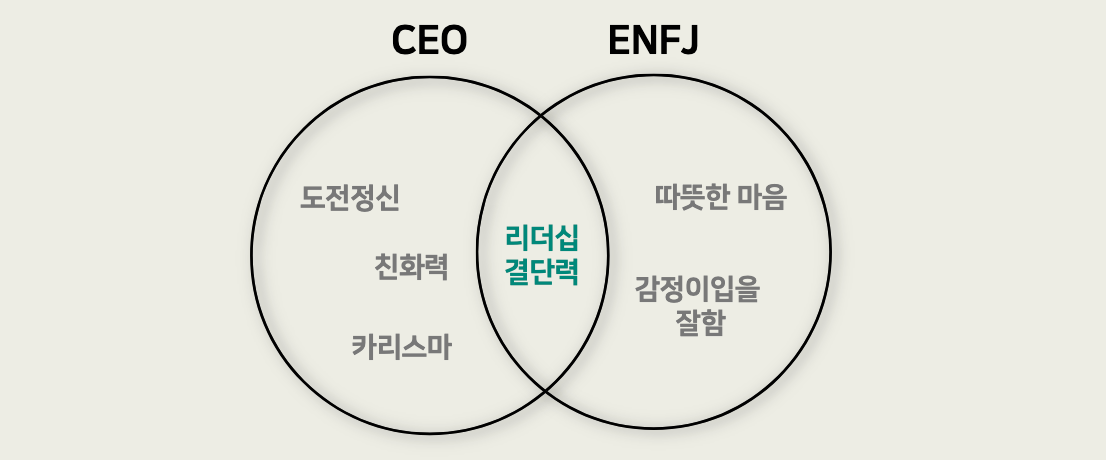 CEO
ENFJ
도전정신
친화력
카리스마
리더십
결단력
따뜻한 마음
감정이입을
잘함